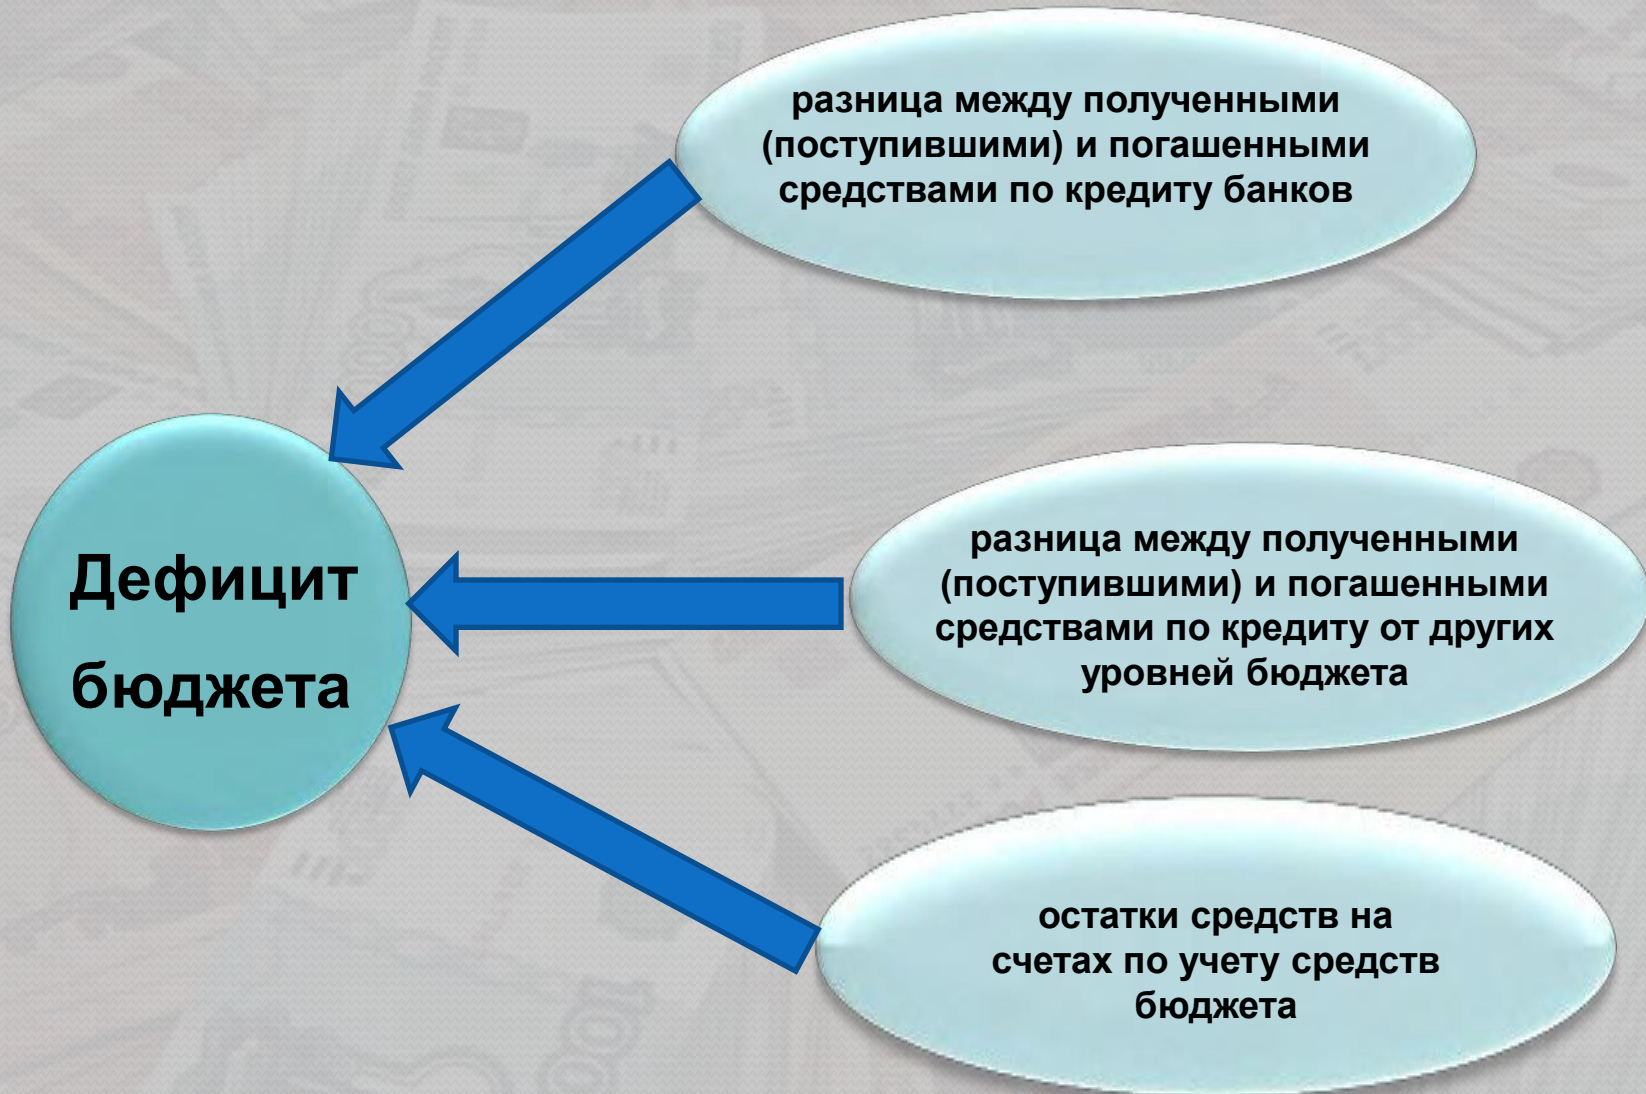 разница между полученными
(поступившими) и погашенными
средствами по кредиту банков
Дефицит
бюджета
разница между полученными
(поступившими) и погашенными
средствами по кредиту от других
уровней бюджета
остатки средств на
счетах по учету средств
бюджета